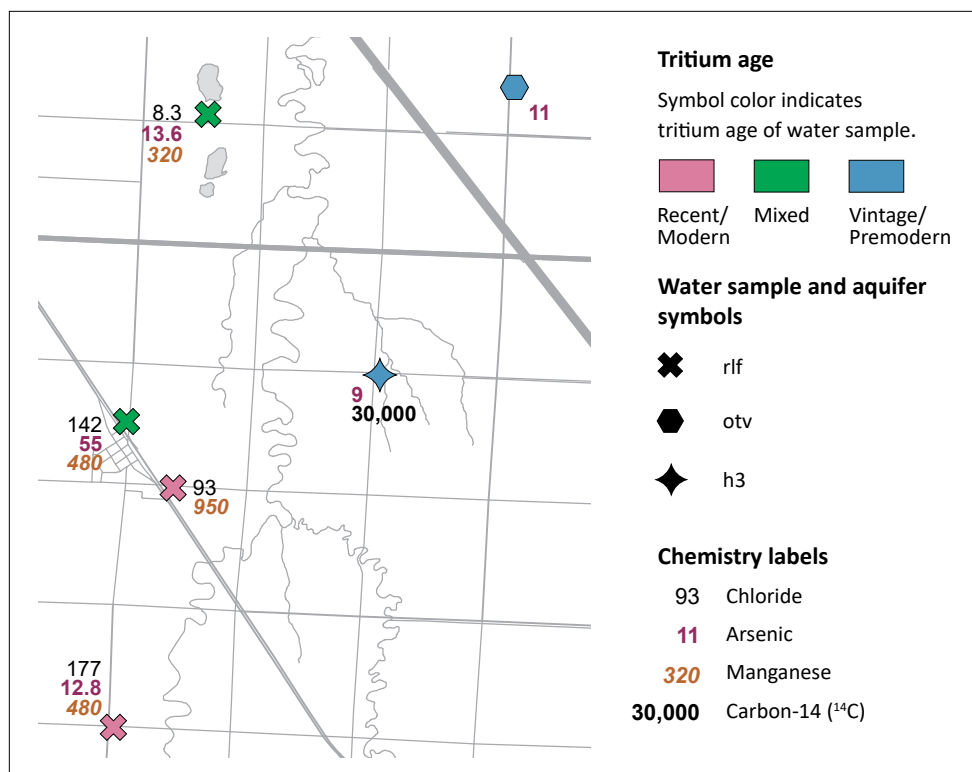 8.3
13.6
320
11
9
30,000
142
55
480
93
950
177
12.8
480
Tritium age
Symbol color indicates
tritium age of water sample.
Recent/
Modern
Mixed
Vintage/
Premodern
Water sample and aquifer
symbols
rlf
otv
h3
Chemistry labels
93 Chloride
11 Arsenic
320 Manganese
30,000 Carbon-14 (¹⁴C)